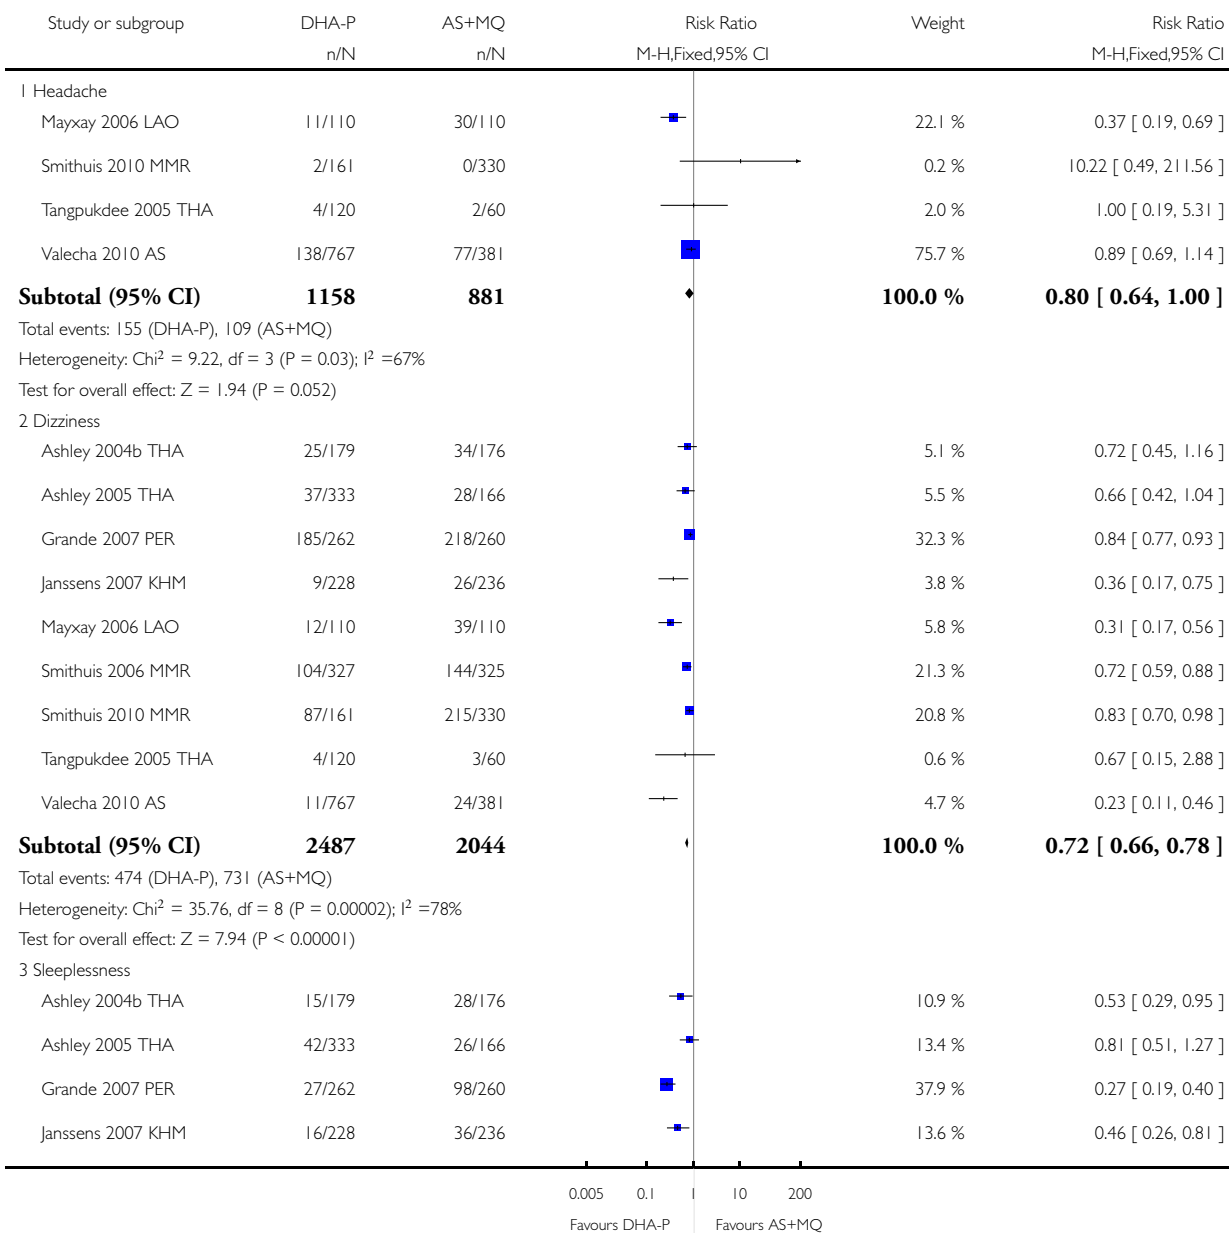 Study or subgroup DHA-P AS+MQ Risk Ratio Weight Risk Ratio
n/N n/N M-H,Fixed,95% CI M-H,Fixed,95% CI
1 Headache
Mayxay 2006 LAO 11/110 30/110 22.1 % 0.37 [ 0.19, 0.69 ]
Smithuis 2010 MMR 2/161 0/330 0.2 % 10.22 [ 0.49, 211.56 ]
Tangpukdee 2005 THA 4/120 2/60 2.0 % 1.00 [ 0.19, 5.31 ]
Valecha 2010 AS 138/767 77/381 75.7 % 0.89 [ 0.69, 1.14 ]
Subtotal (95% CI) 1158 881 100.0 % 0.80 [ 0.64, 1.00 ]
Total events: 155 (DHA-P), 109 (AS+MQ)
Heterogeneity: Chi² = 9.22, df = 3 (P = 0.03); I² =67%
Test for overall effect: Z = 1.94 (P = 0.052)
2 Dizziness
Ashley 2004b THA 25/179 34/176 5.1 % 0.72 [ 0.45, 1.16 ]
Ashley 2005 THA 37/333 28/166 5.5 % 0.66 [ 0.42, 1.04 ]
Grande 2007 PER 185/262 218/260 32.3 % 0.84 [ 0.77, 0.93 ]
Janssens 2007 KHM 9/228 26/236 3.8 % 0.36 [ 0.17, 0.75 ]
Mayxay 2006 LAO 12/110 39/110 5.8 % 0.31 [ 0.17, 0.56 ]
Smithuis 2006 MMR 104/327 144/325 21.3 % 0.72 [ 0.59, 0.88 ]
Smithuis 2010 MMR 87/161 215/330 20.8 % 0.83 [ 0.70, 0.98 ]
Tangpukdee 2005 THA 4/120 3/60 0.6 % 0.67 [ 0.15, 2.88 ]
Valecha 2010 AS 11/767 24/381 4.7 % 0.23 [ 0.11, 0.46 ]
Subtotal (95% CI) 2487 2044 100.0 % 0.72 [ 0.66, 0.78 ]
Total events: 474 (DHA-P), 731 (AS+MQ)
Heterogeneity: Chi² = 35.76, df = 8 (P = 0.00002); I² =78%
Test for overall effect: Z = 7.94 (P < 0.00001)
3 Sleeplessness
Ashley 2004b THA 15/179 28/176 10.9 % 0.53 [ 0.29, 0.95 ]
Ashley 2005 THA 42/333 26/166 13.4 % 0.81 [ 0.51, 1.27 ]
Grande 2007 PER 27/262 98/260 37.9 % 0.27 [ 0.19, 0.40 ]
Janssens 2007 KHM 16/228 36/236 13.6 % 0.46 [ 0.26, 0.81 ]
0.005 0.1 1 10 200
Favours DHA-P Favours AS+MQ